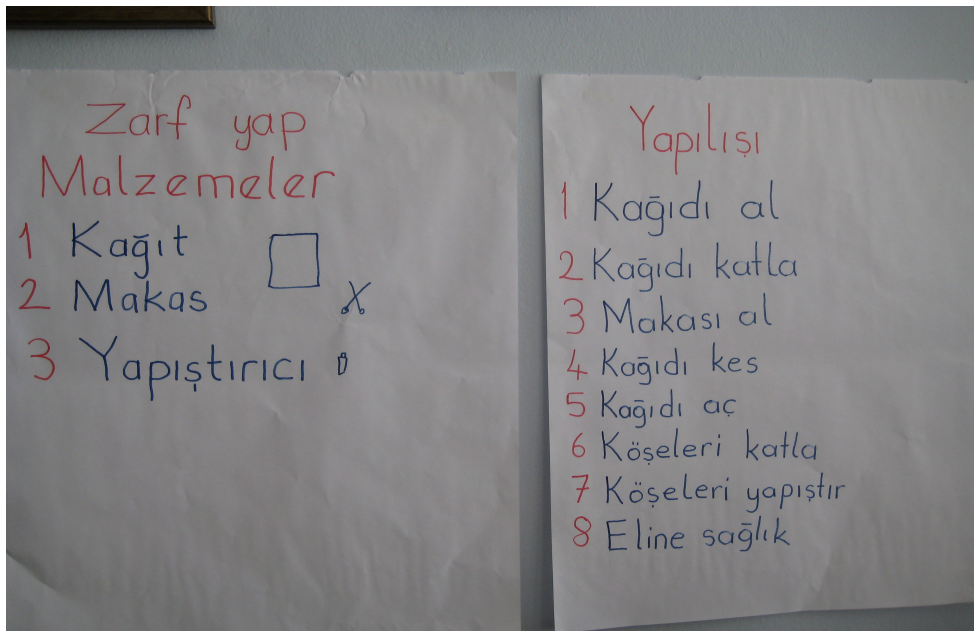 Zarf yap
Malzemeler
1 Kağıt
2 Makas
3 Yapıştırıcı
Yapılışı
1 Kağıdı al
2 Kağıdı katla
3 Makası al
4 Kağıdı kes
5 Kağıdı aç
6 Köşeleri katla
7 Köşeleri yapıştır
8 Eline sağlık